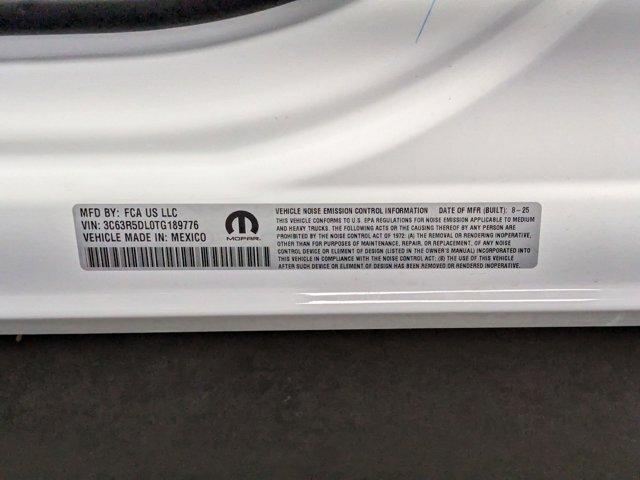 MFD BY: FCA US LLC
VIN: 3C63R5DL0TG189776
VEHICLE MADE IN: MEXICO
MOPAR.
VEHICLE NOISE EMISSION CONTROL INFORMATION DATE OF MFR (BUILT): 8-25
THIS VEHICLE CONFORMS TO U.S. EPA REGULATIONS FOR NOISE EMISSION APPLICABLE TO MEDIUM
AND HEAVY TRUCKS. THE FOLLOWING ACTS OR THE CAUSING THEREOF BY ANY PERSON ARE
PROHIBITED BY THE NOISE CONTROL ACT OF 1972: (A) THE REMOVAL OR RENDERING INOPERATIVE,
OTHER THAN FOR PURPOSES OF MAINTENANCE, REPAIR, OR REPLACEMENT, OF ANY NOISE
CONTROL DEVICE OR ELEMENT OF DESIGN (LISTED IN THE OWNER'S MANUAL) INCORPORATED INTO
THIS VEHICLE IN COMPLIANCE WITH THE NOISE CONTROL ACT; (B) THE USE OF THIS VEHICLE
AFTER SUCH DEVICE OR ELEMENT OF DESIGN HAS BEEN REMOVED OR RENDERED INOPERATIVE.